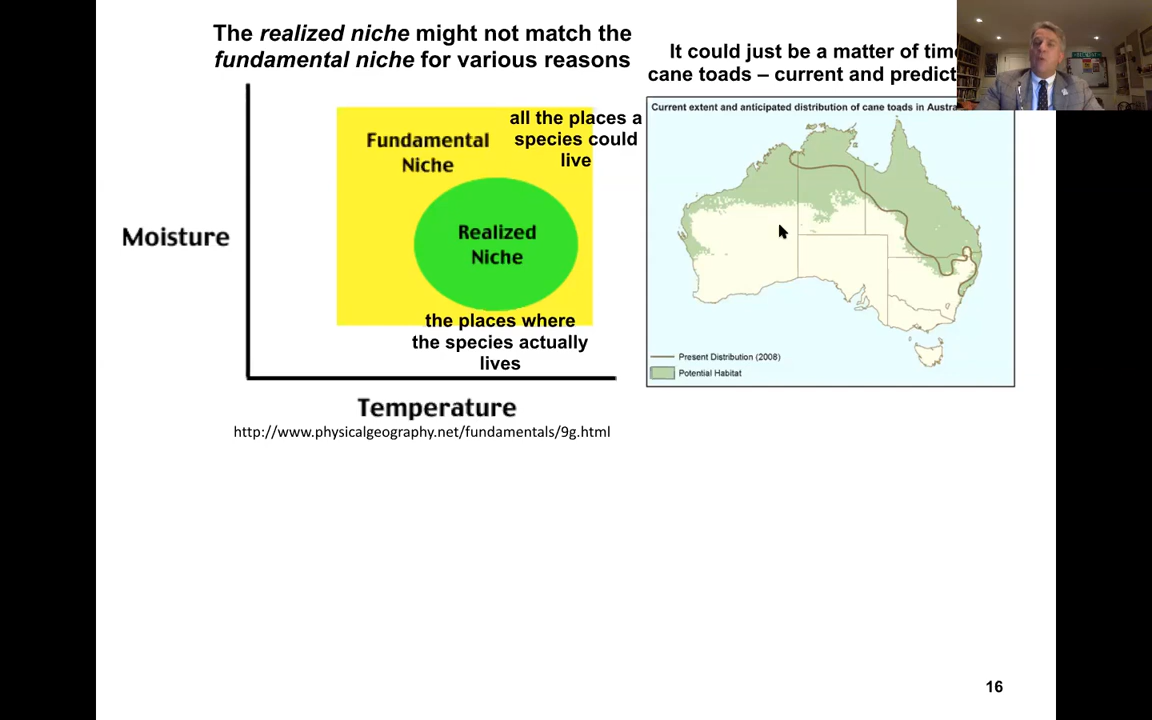 The realized niche might not match the
fundamental niche for various reasons
It could just be a matter of
cane toads – current and
Fundamental
Niche
all the places a
species could
live
Realized
Niche
Moisture
the places where
the species actually
lives
Temperature
http://www.physicalgeography.net/fundamentals/9g.html
Current extent and anticipated distribution of cane toads in
Present Distribution (2008)
Potential Habitat
16